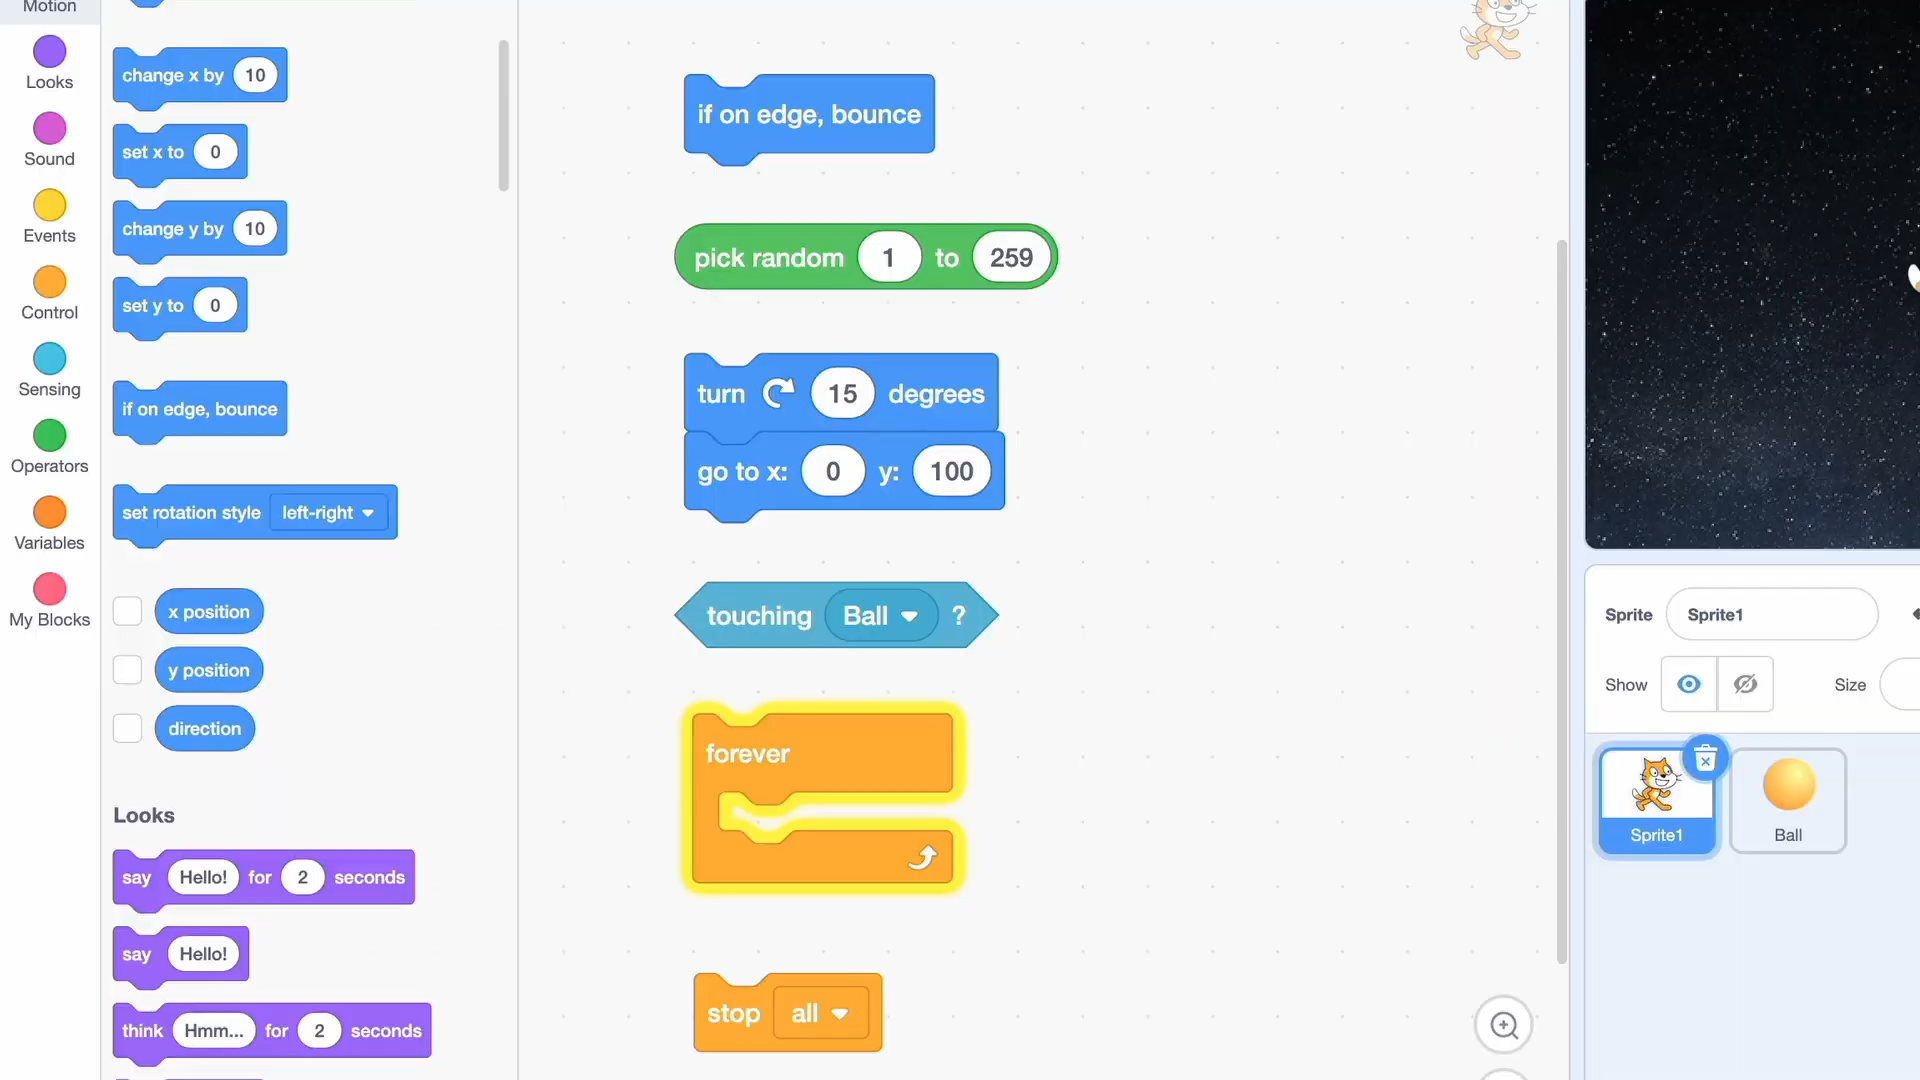 Motion
Looks
Sound
Events
Control
Sensing
Operators
Variables
My Blocks
change x by 10
set x to 0
change y by 10
set y to 0
if on edge, bounce
set rotation style left-right
x position
y position
direction
Looks
say Hello! for 2 seconds
say Hello!
think Hmm... for 2 seconds
if on edge, bounce
pick random 1 to 259
turn 15 degrees
go to x: 0 y: 100
touching Ball ?
forever
stop all
Sprite Sprite1
Show Size
Sprite1
Ball